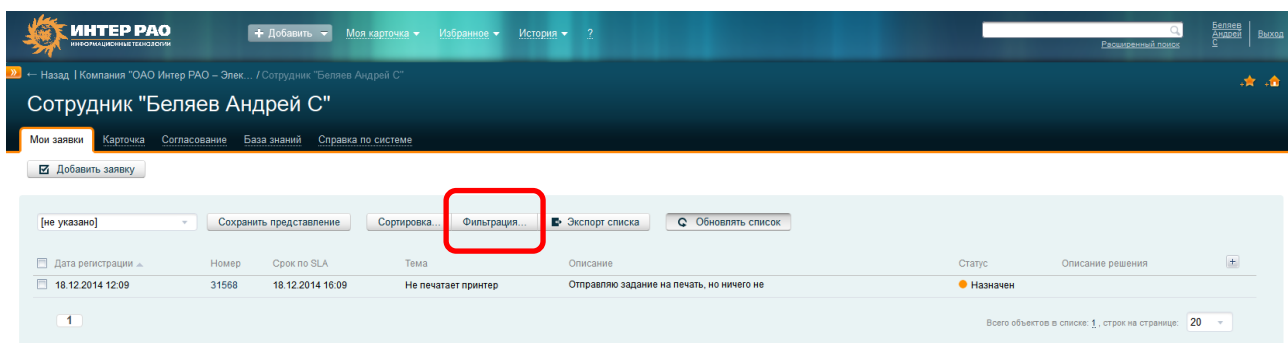 ИНТЕР РАО
ИНФОРМАЦИОННЫЕ ТЕХНОЛОГИИ
+ Добавить Моя карточка Избранное История ?
Расширенный поиск
Беляев
Андрей
С
Выход
← Назад | Компания "ОАО Интер РАО – Элек... / Сотрудник "Беляев Андрей С"
Сотрудник "Беляев Андрей С"
Мои заявки Карточка Согласование База знаний Справка по системе
Добавить заявку
[не указано] Сохранить представление Сортировка... Фильтрация... Экспорт списка Обновлять список
Дата регистрации Номер Срок по SLA Тема Описание Статус Описание решения +
18.12.2014 12:09 31568 18.12.2014 16:09 Не печатает принтер Отправляю задание на печать, но ничего не Назначен
1 Всего объектов в списке: 1 , строк на странице: 20